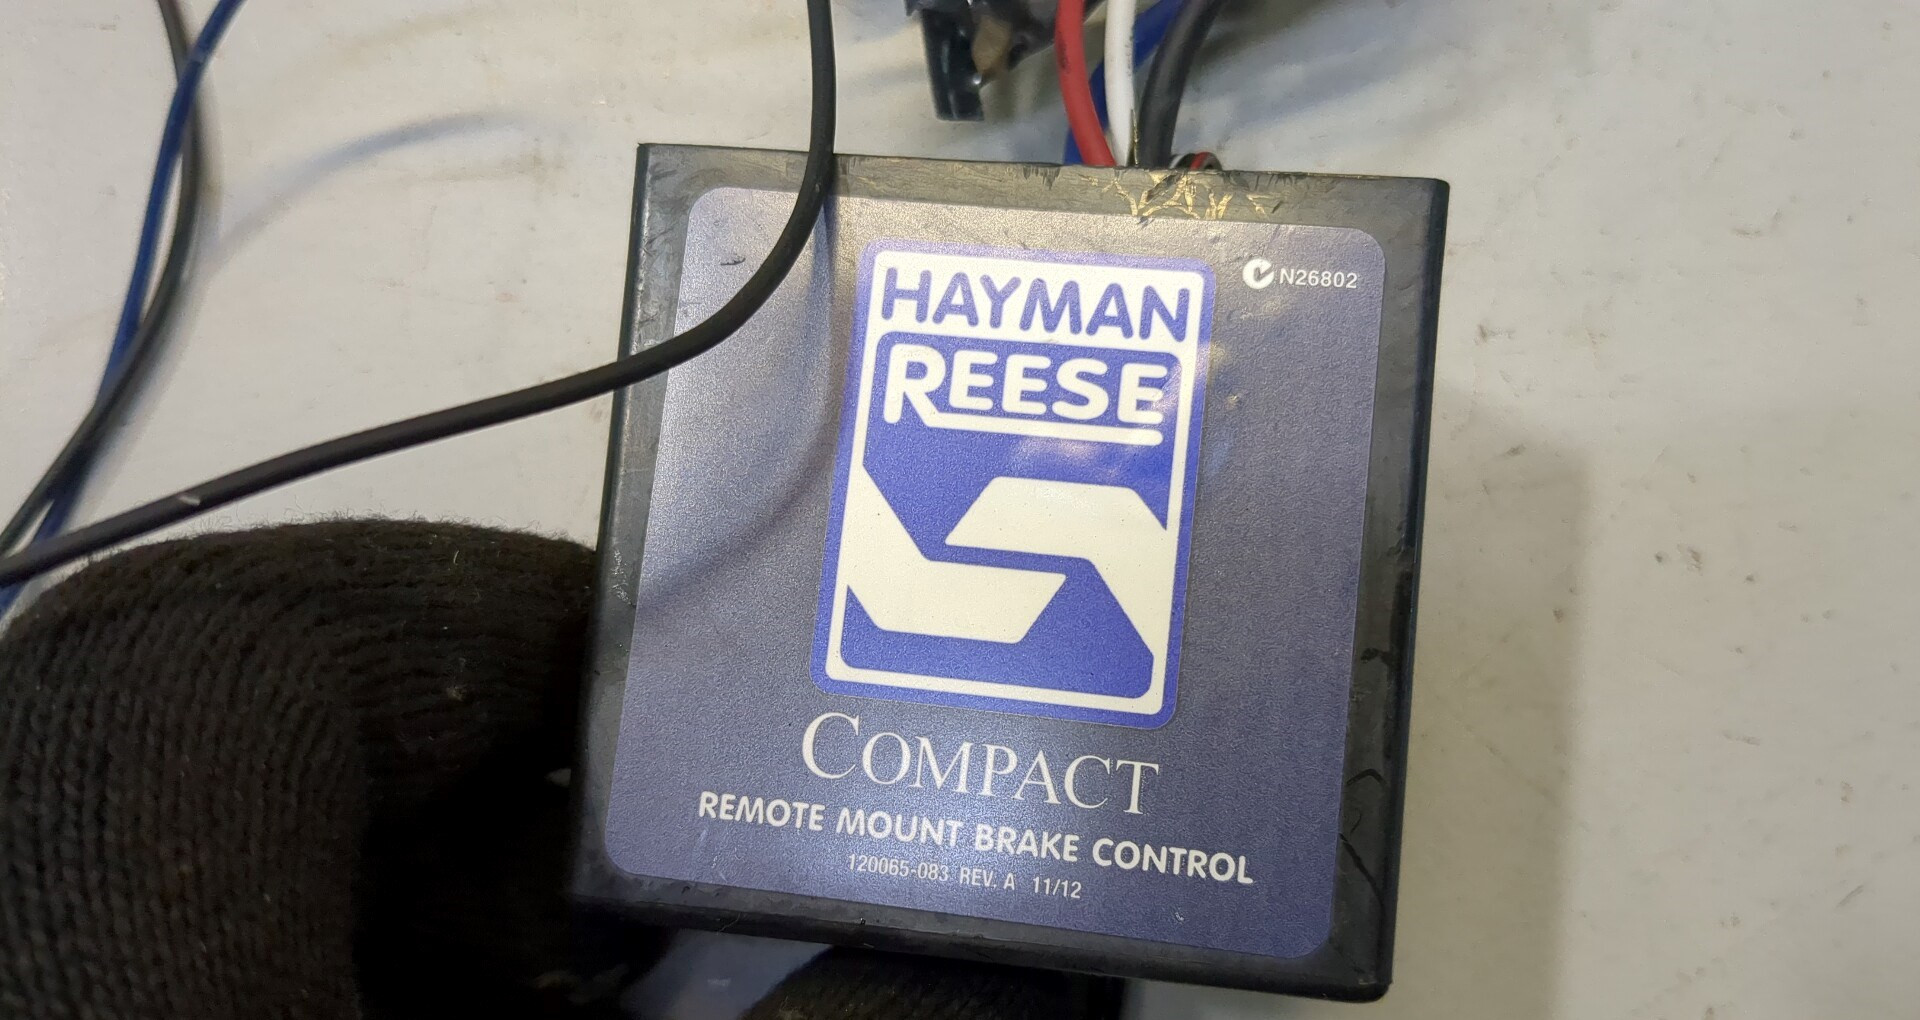 HAYMAN
REESE
N26802
COMPACT
REMOTE MOUNT BRAKE CONTROL
120065-083 REV. A 11/12